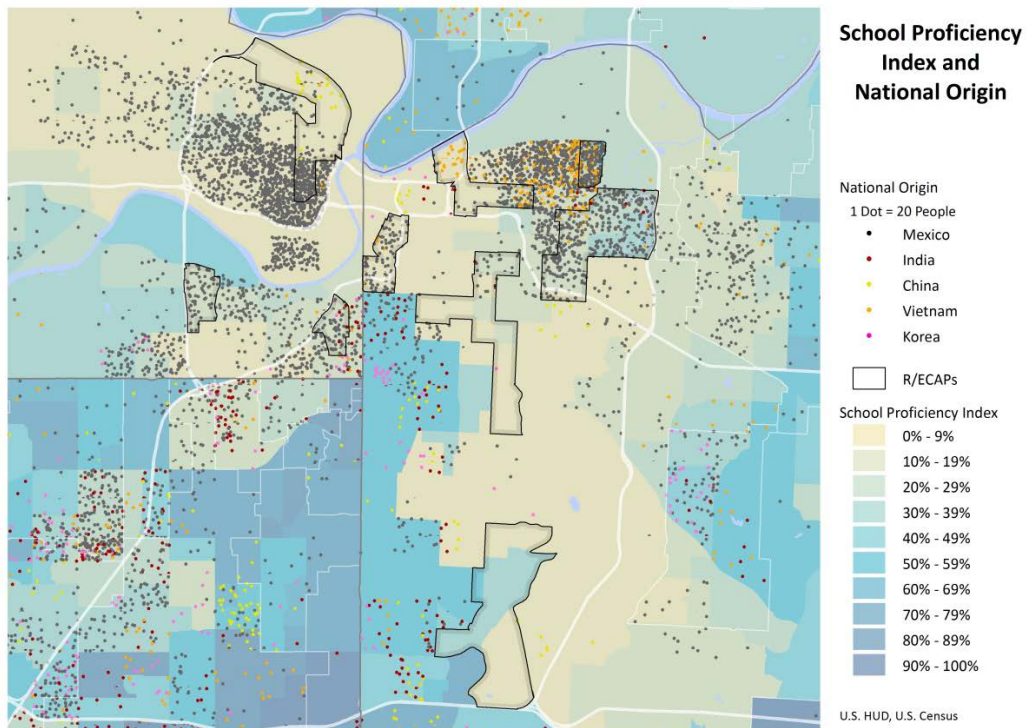 School Proficiency
Index and
National Origin
National Origin
1 Dot = 20 People
Mexico
India
China
Vietnam
Korea
R/ECAPs
School Proficiency Index
0% - 9%
10% - 19%
20% - 29%
30% - 39%
40% - 49%
50% - 59%
60% - 69%
70% - 79%
80% - 89%
90% - 100%
U.S. HUD, U.S. Census